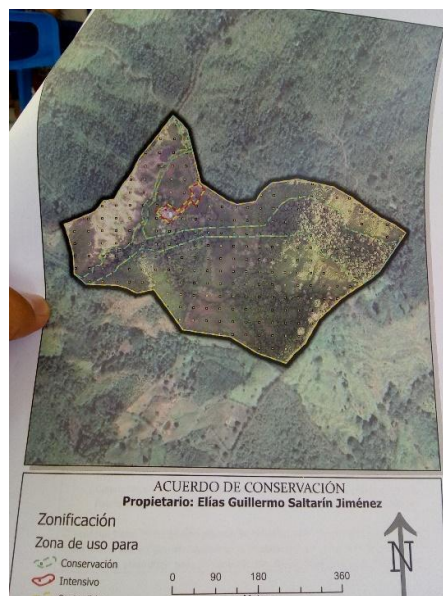 ACUERDO DE CONSERVACIÓN
Propietario: Elías Guillermo Saltarín Jiménez
Zonificación
Zona de uso para
Conservación
Intensivo
0 90 180 360
N